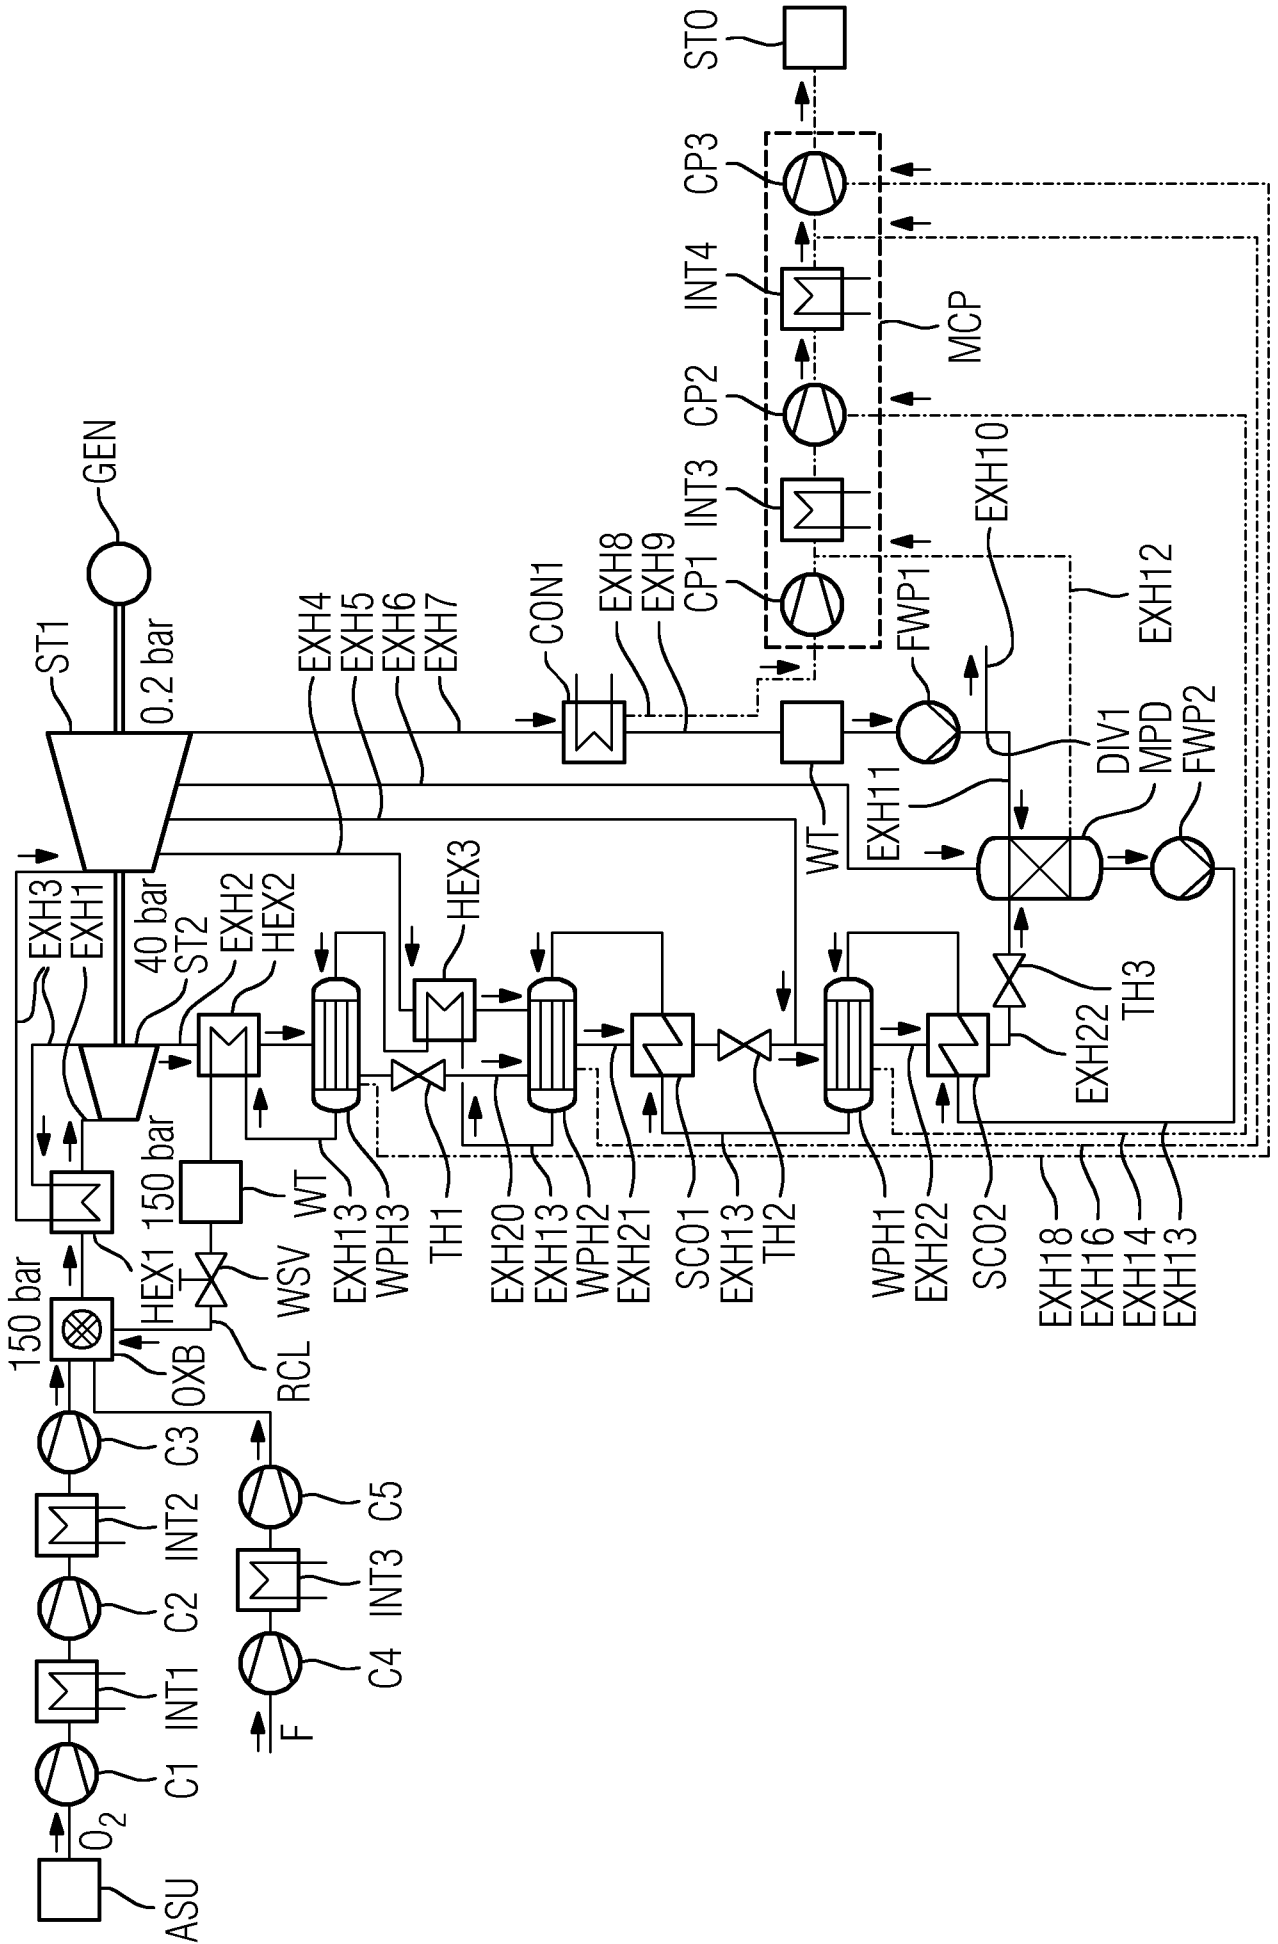 ASU
O2
C1
INT1
C2
INT2
C3
F
C4
INT3
C5
150 bar
OXB
RCL
HEX1
WSV
150 bar
WT
EXH3
EXH1
40 bar
ST2
EXH2
HEX2
ST1
0.2 bar
GEN
EXH4
EXH5
EXH6
EXH7
HEX3
EXH13
WPH3
TH1
EXH20
EXH13
WPH2
EXH21
SCO1
EXH13
TH2
WPH1
EXH22
SCO2
EXH18
EXH16
EXH14
EXH13
EXH22
TH3
CON1
EXH8
EXH9
WT
FWP1
EXH11
EXH10
DIV1
MPD
FWP2
EXH12
CP1
INT3
CP2
INT4
CP3
MCP
STO